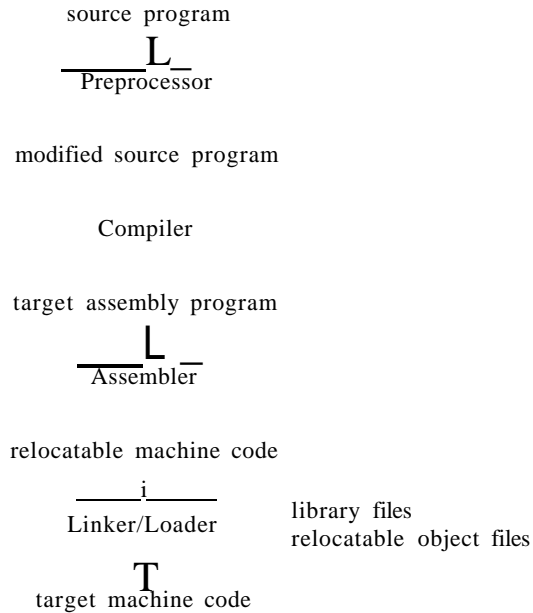 source program
L
Preprocessor
modified source program
Compiler
target assembly program
L
Assembler
relocatable machine code
i
Linker/Loader
library files
relocatable object files
T
target machine code